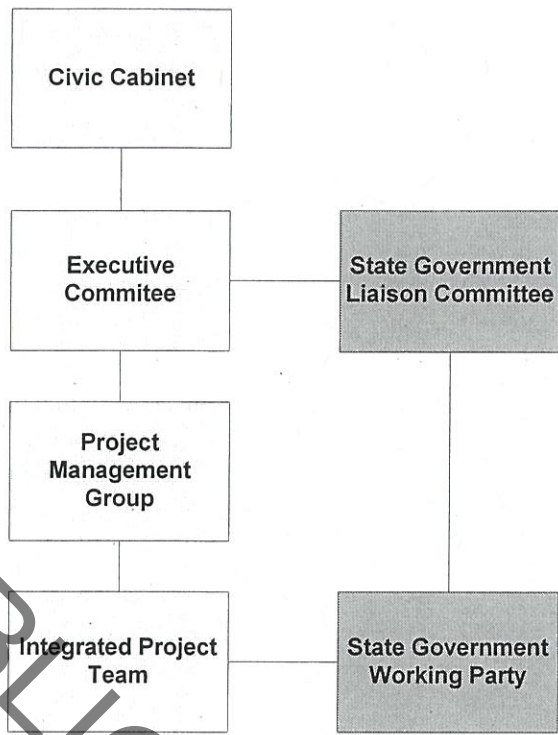 Civic Cabinet
Executive
Commitee
State Government
Liaison Committee
Project
Management
Group
Integrated Project
Team
State Government
Working Party